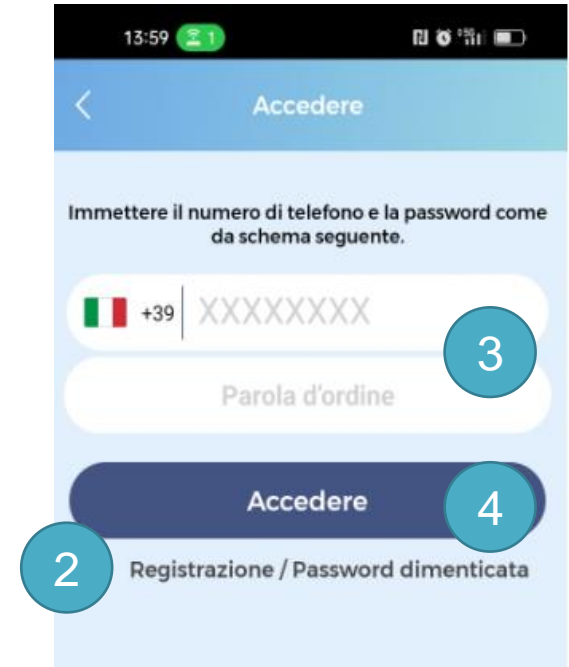 13:59 1
Accedere
Immettere il numero di telefono e la password come
da schema seguente.
+39 XXXXXXXX
3
Parola d'ordine
Accedere 4
2 Registrazione / Password dimenticata